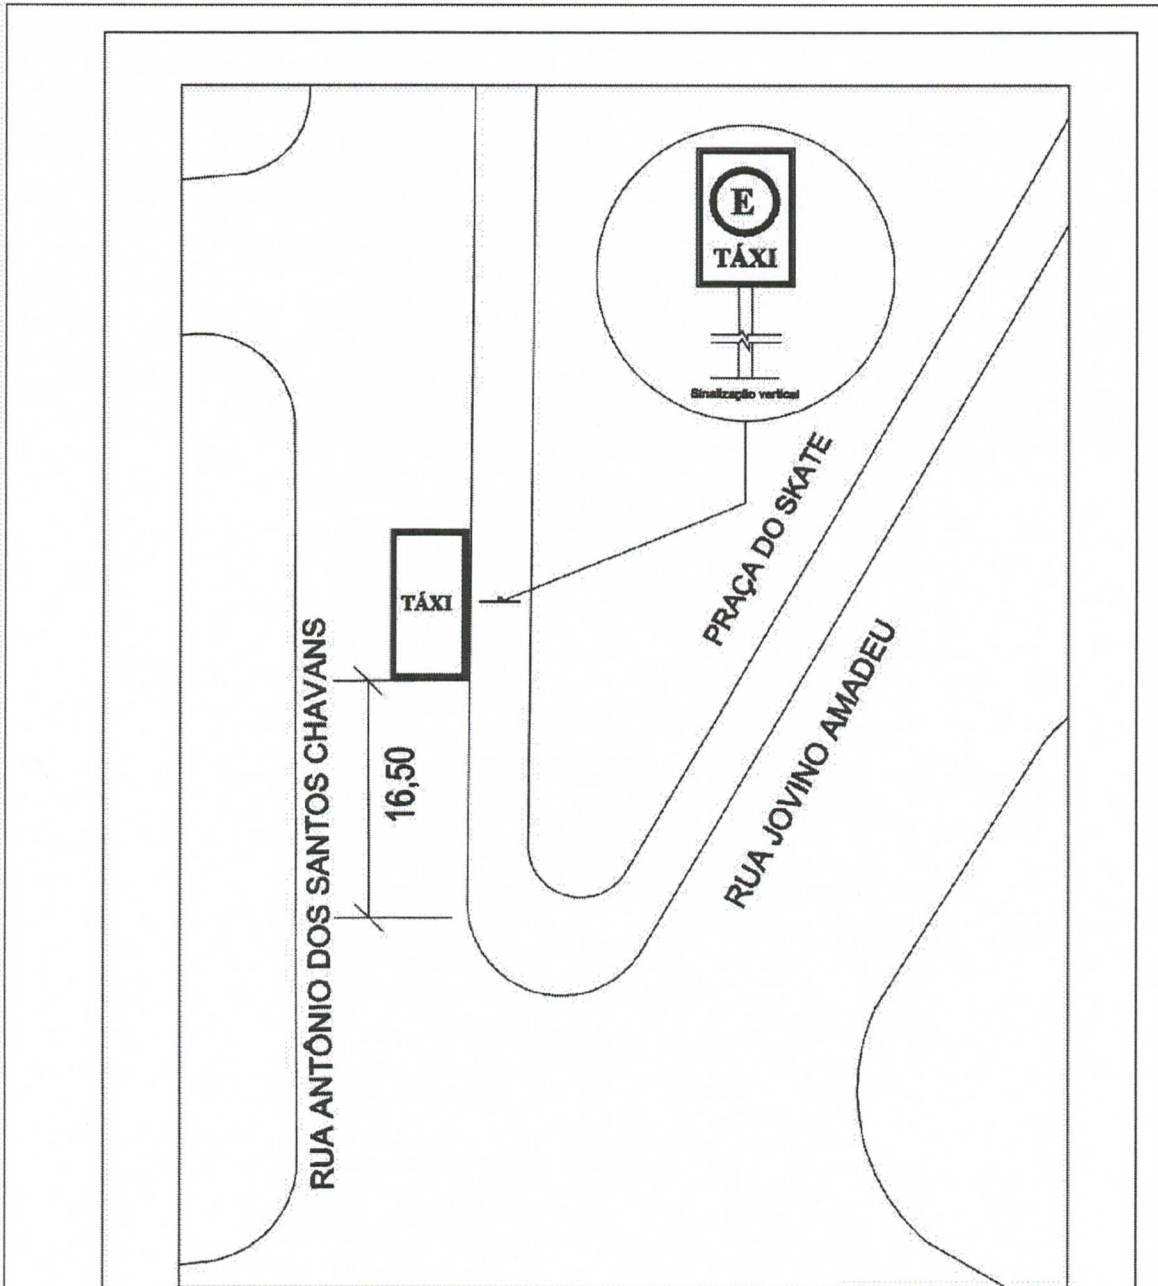 E
TÁXI
Sinalização vertical
PRAÇA DO SKATE
TÁXI
RUA ANTÔNIO DOS SANTOS CHAVANS
16,50
RUA JOVINO AMADEU